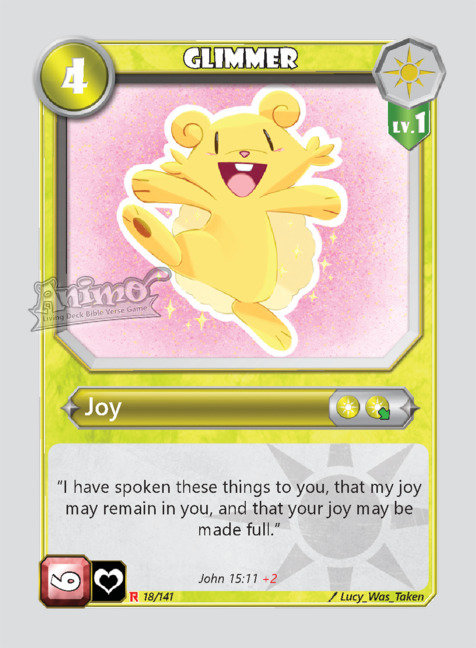 GLIMMER
4
LV.1
Animo
Living Deck Bible Verse Game
Joy
“I have spoken these things to you, that my joy
may remain in you, and that your joy may be
made full.”
John 15:11 +2
6
R 18/141
Lucy_Was_Taken